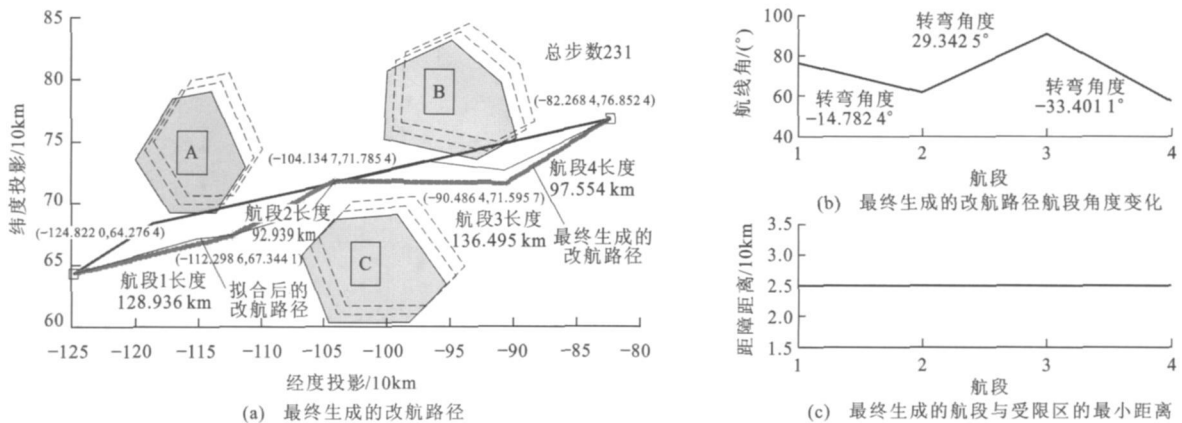 85
80
75
70
65
60
纬度投影/10km
A
B
C
总步数231
(-82.268 4,76.852 4)
(-104.134 7,71.785 4)
航段4长度
97.554 km
(-90.486 4,71.595 7)
航段2长度
92.939 km
航段3长度
136.495 km
最终生成的
改航路径
(-124.822 0,64.276 4)
(-112.298 6,67.344 1)
航段1长度
128.936 km
拟合后的
改航路径
-125 -120 -115 -110 -105 -100 -95 -90 -85 -80
经度投影/10km
(a) 最终生成的改航路径
100
80
60
40
航线角/(°)
转弯角度
29.342 5°
转弯角度
-14.782 4°
转弯角度
-33.401 1°
1 2 3 4
航段
(b) 最终生成的改航路径航段角度变化
3.5
3.0
2.5
2.0
1.5
距障距离/10km
1 2 3 4
航段
(c) 最终生成的航段与受限区的最小距离